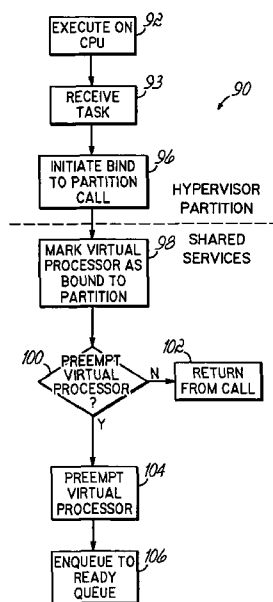 92
EXECUTE ON
CPU
93
RECEIVE
TASK
90
96
INITIATE BIND
TO PARTITION
CALL
HYPERVISOR
PARTITION
SHARED
SERVICES
98
MARK VIRTUAL
PROCESSOR AS
BOUND TO
PARTITION
100
PREEMPT
VIRTUAL
PROCESSOR
?
N
Y
102
RETURN
FROM CALL
104
PREEMPT
VIRTUAL
PROCESSOR
106
ENQUEUE TO
READY
QUEUE